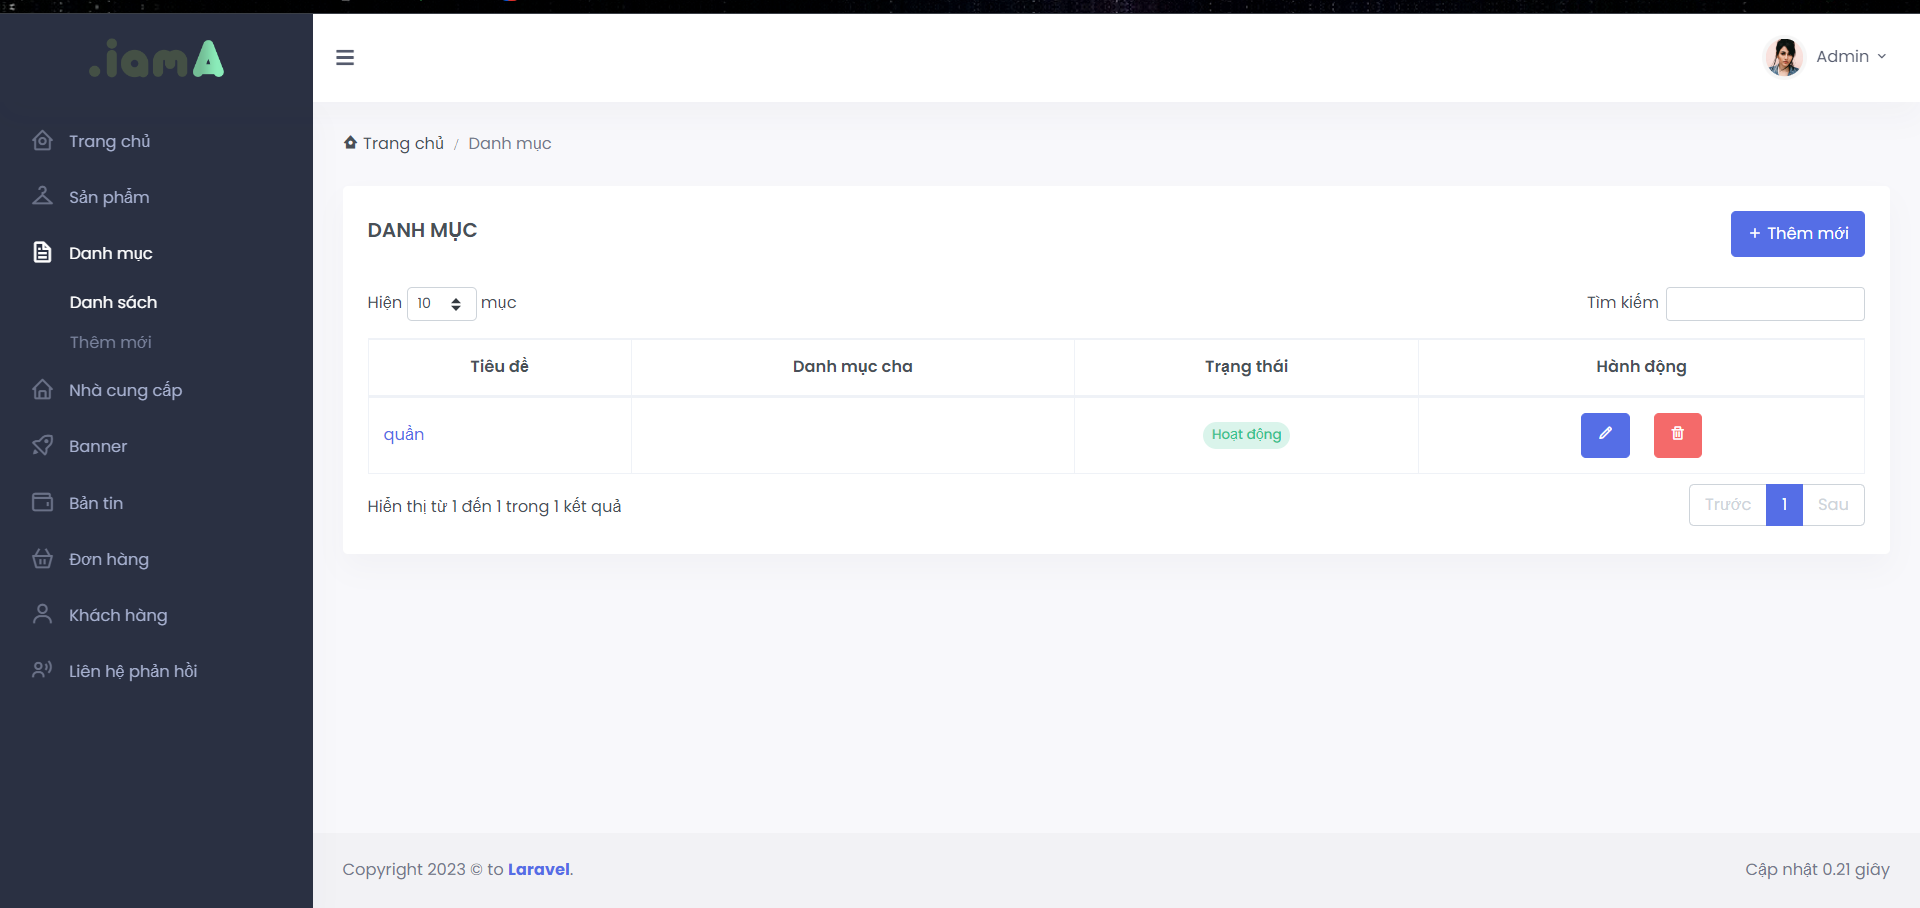 .iamA
Admin
Trang chủ
Sản phẩm
Danh mục
Danh sách
Thêm mới
Nhà cung cấp
Banner
Bản tin
Đơn hàng
Khách hàng
Liên hệ phản hồi
Trang chủ / Danh mục
DANH MỤC
+ Thêm mới
Hiện 10 mục
Tìm kiếm
Tiêu đề Danh mục cha Trạng thái Hành động
quần Hoạt động
Hiển thị từ 1 đến 1 trong 1 kết quả
Trước 1 Sau
Copyright 2023 © to Laravel.
Cập nhật 0.21 giây